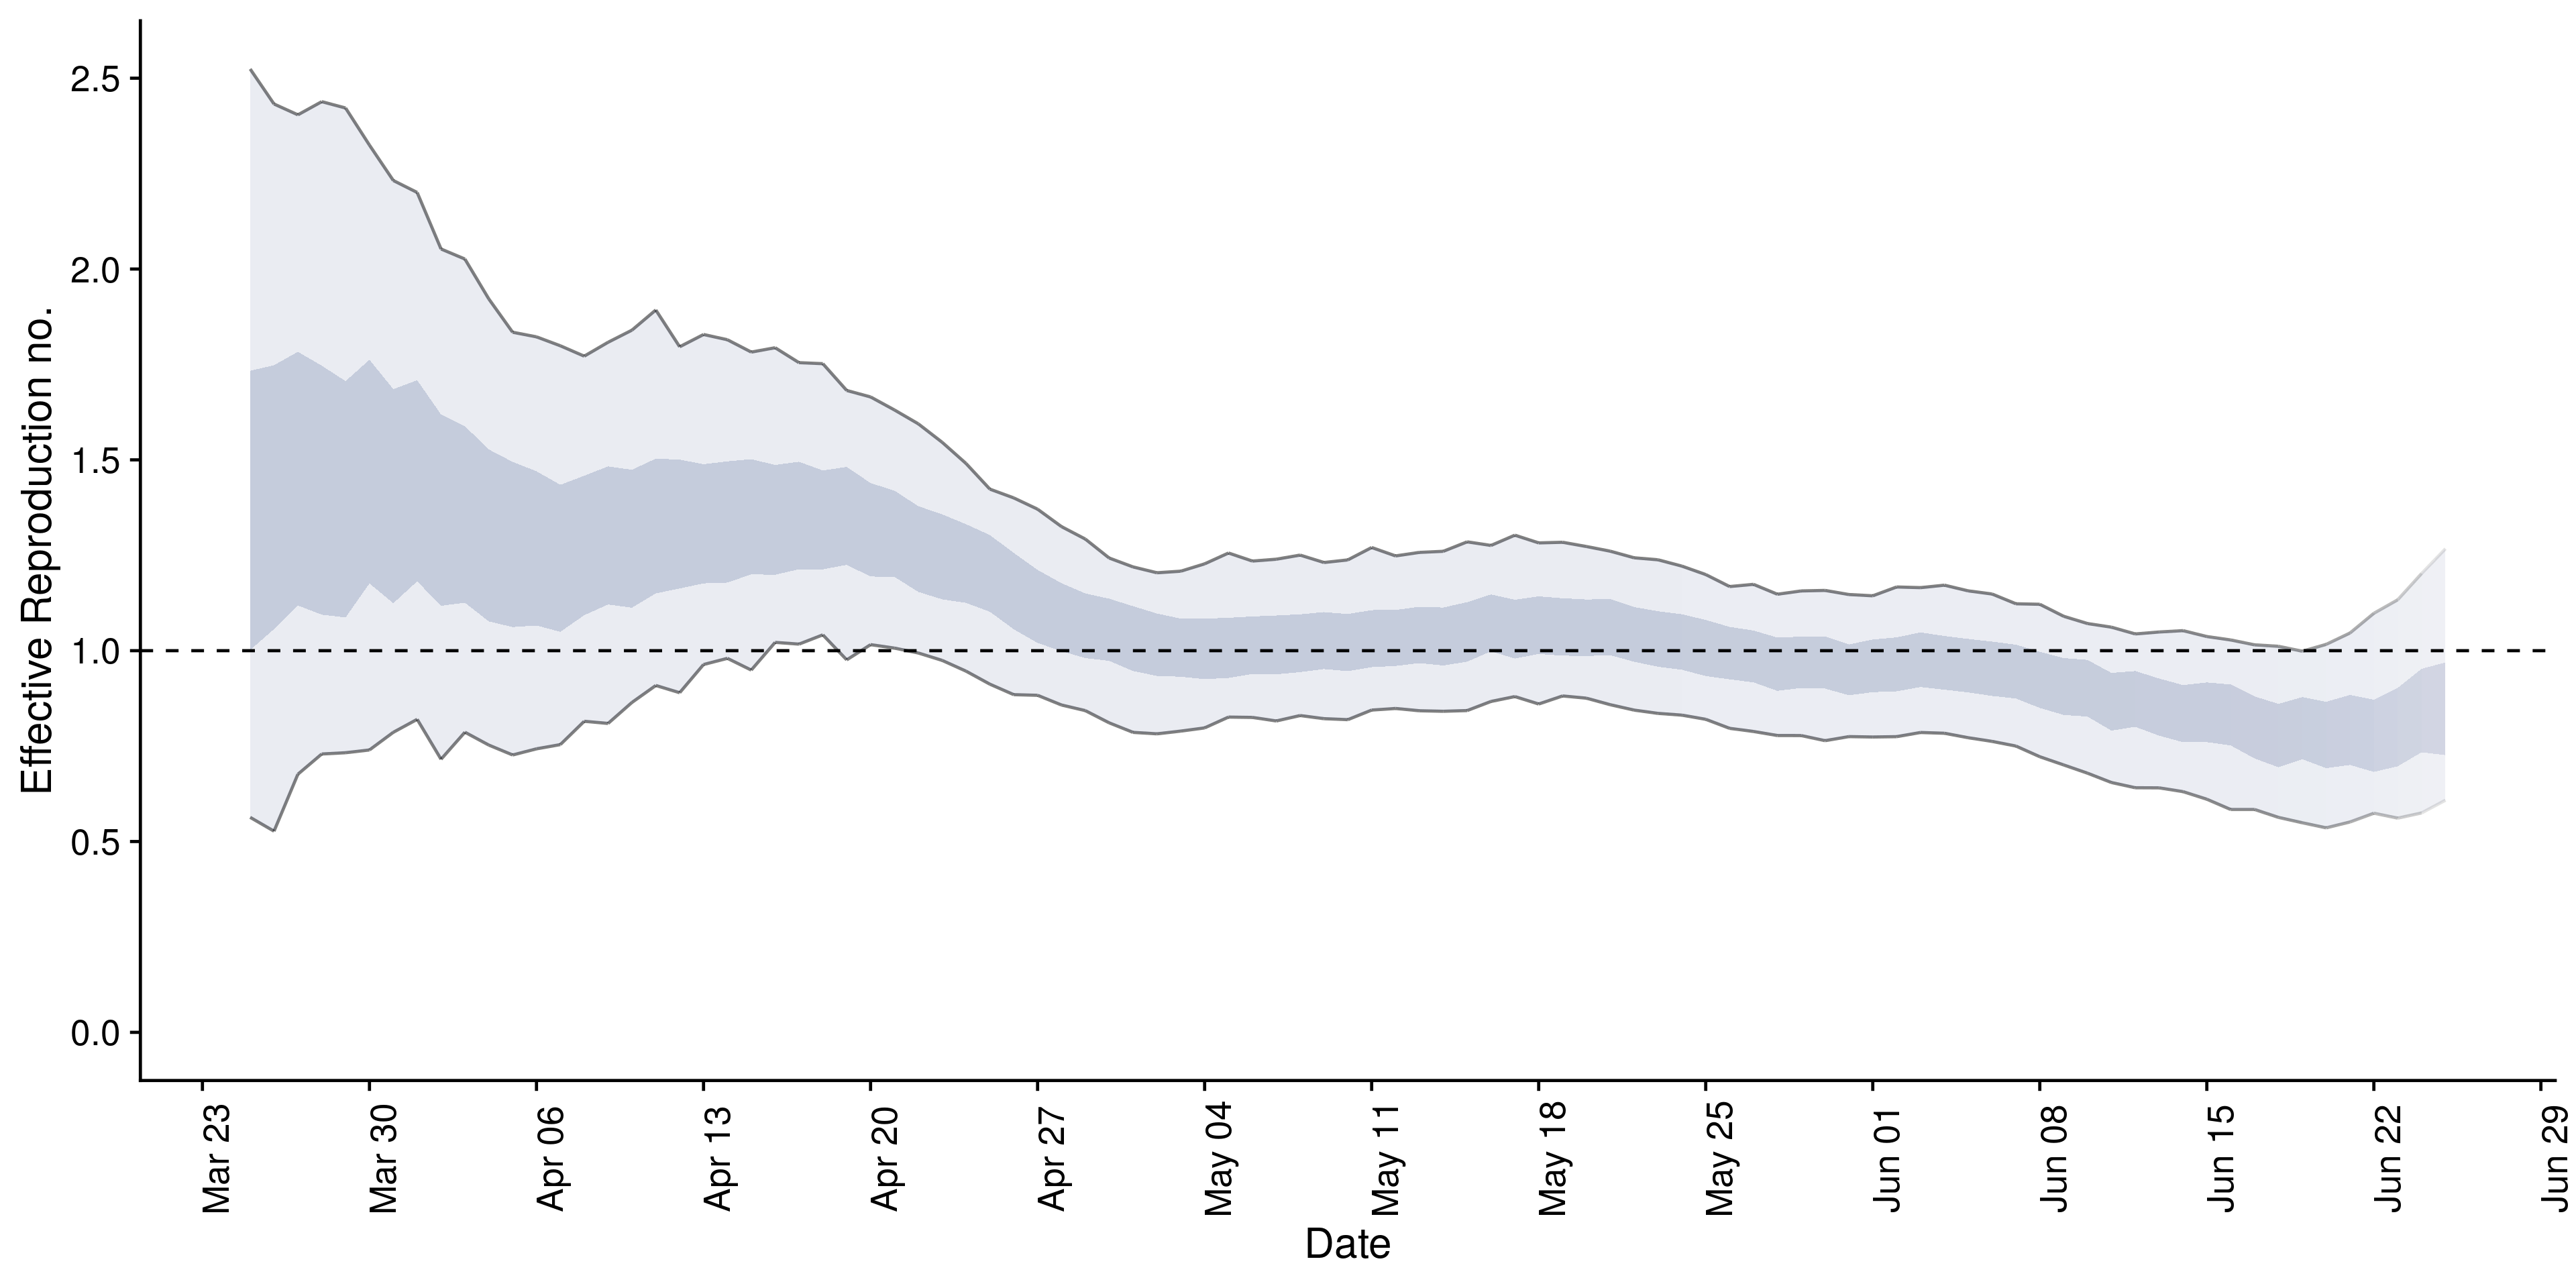 Effective Reproduction no.
2.5
2.0
1.5
1.0
0.5
0.0
Mar 23
Mar 30
Apr 06
Apr 13
Apr 20
Apr 27
May 04
May 11
May 18
May 25
Jun 01
Jun 08
Jun 15
Jun 22
Jun 29
Date